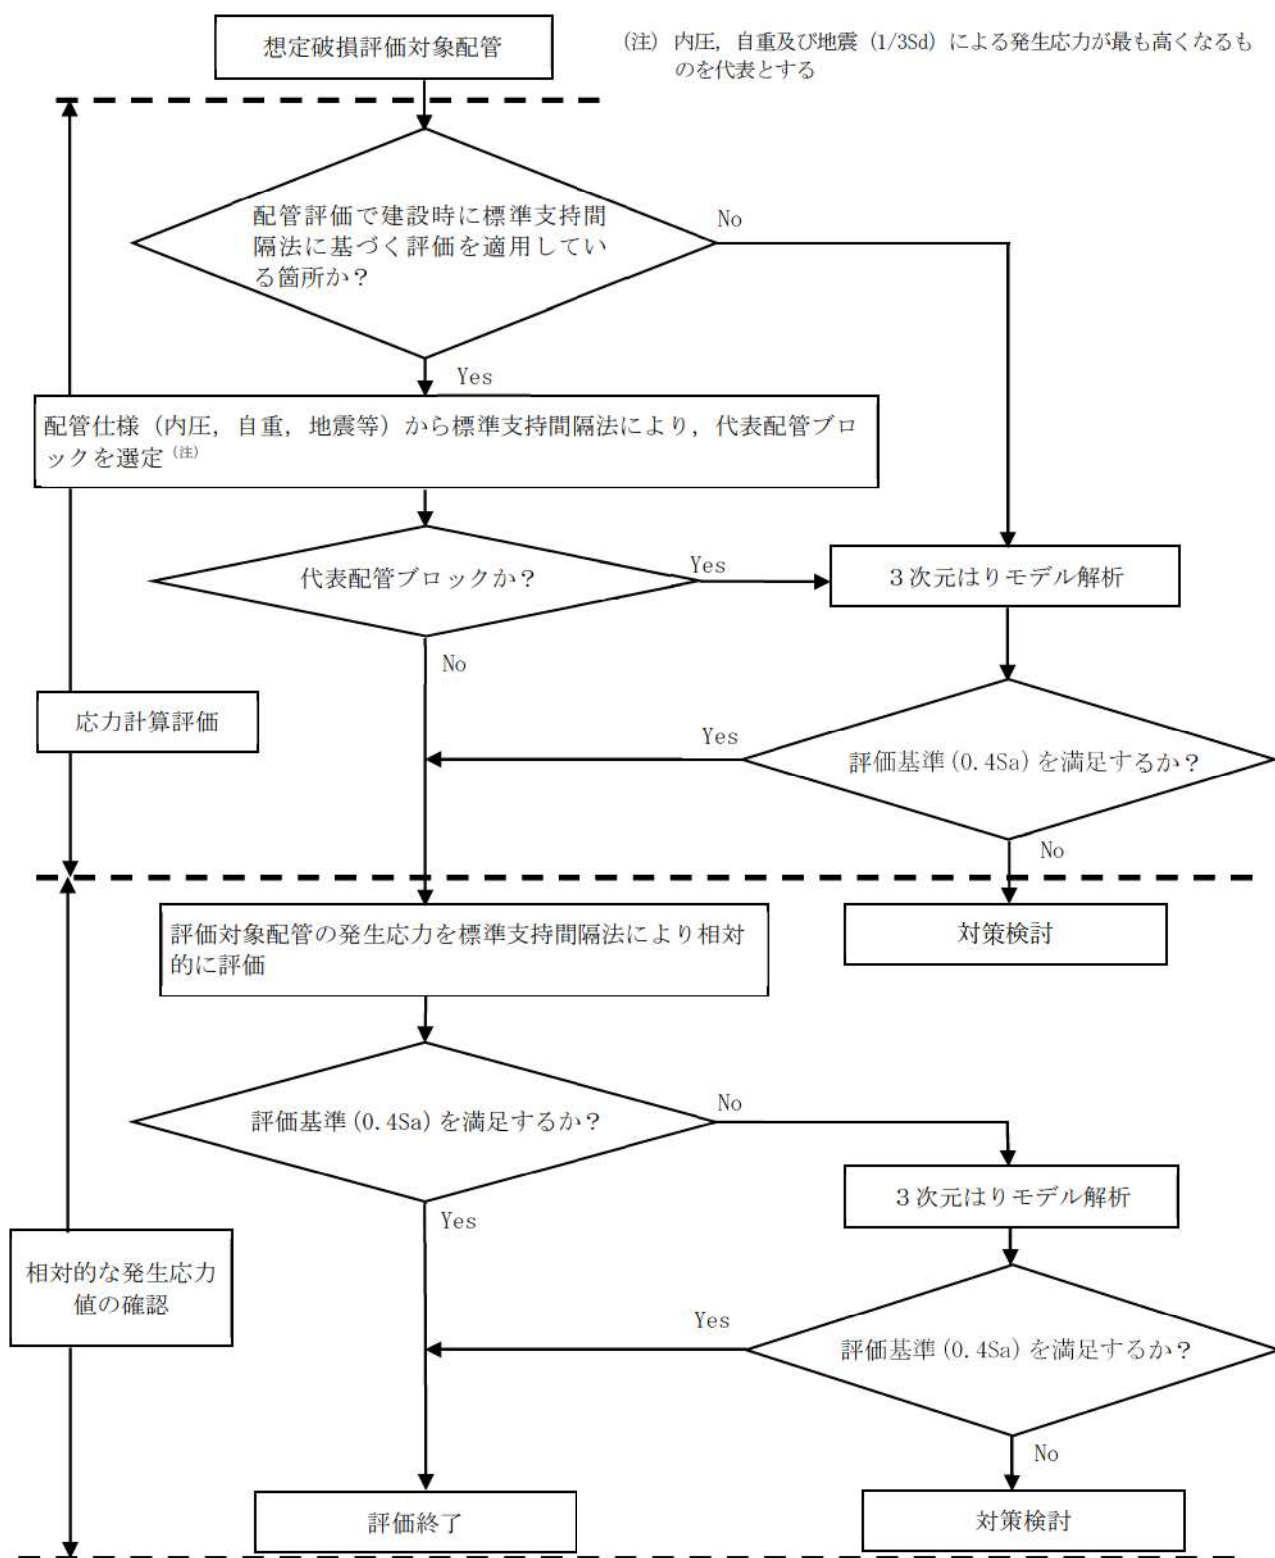 想定破損評価対象配管
(注) 内圧，自重及び地震（1/3Sd）による発生応力が最も高くなるも
のを代表とする
配管評価で建設時に標準支持間
隔法に基づく評価を適用してい
る箇所か？
No
Yes
配管仕様（内圧，自重，地震等）から標準支持間隔法により，代表配管ブロ
ックを選定（注）
代表配管ブロックか？
Yes
３次元はりモデル解析
No
応力計算評価
Yes
評価基準(0.4Sa)を満足するか？
No
評価対象配管の発生応力を標準支持間隔法により相対
的に評価
対策検討
評価基準(0.4Sa)を満足するか？
No
３次元はりモデル解析
Yes
相対的な発生応力
値の確認
Yes
評価基準(0.4Sa)を満足するか？
No
評価終了
対策検討